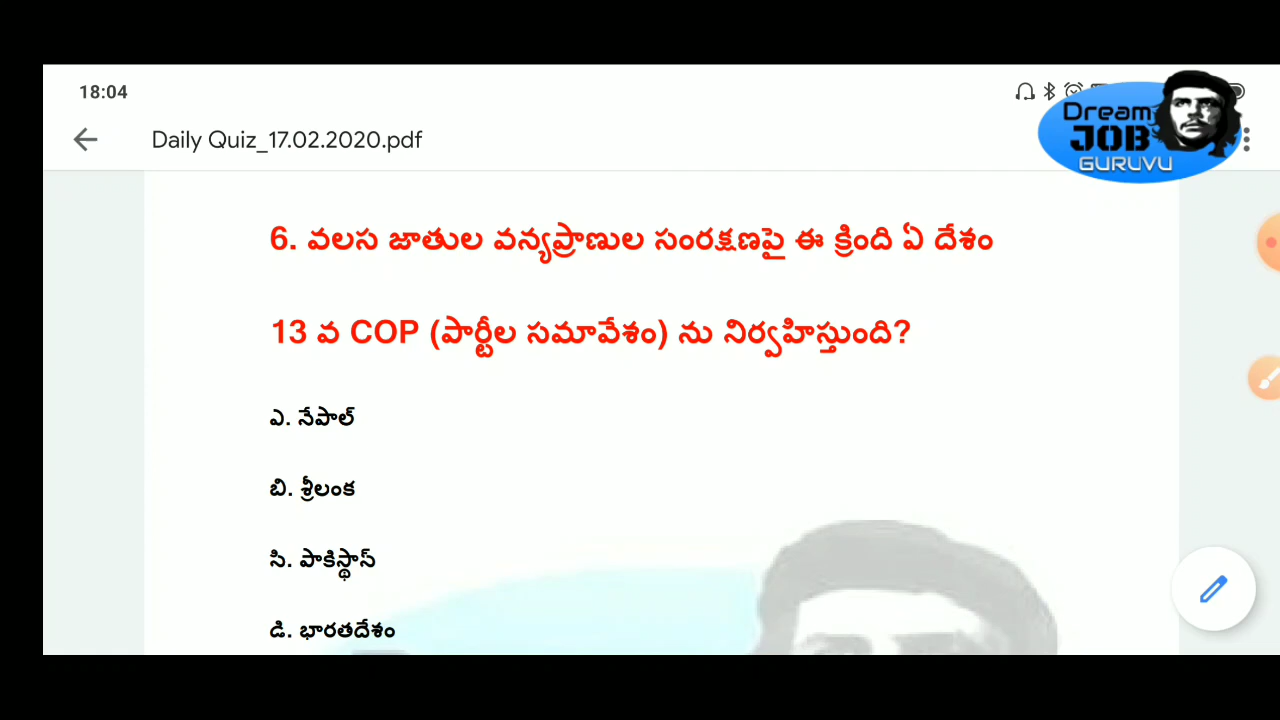 18:04
Daily Quiz_17.02.2020.pdf
Dream
JOB
GURUVU
6. వలస జాతుల వన్యప్రాణుల సంరక్షణపై ఈ క్రింది ఏ దేశం
13 వ COP (పార్టీల సమావేశం) ను నిర్వహిస్తుంది?
ఎ. నేపాల్
బి. శ్రీలంక
సి. పాకిస్థాస్
డి. భారతదేశం